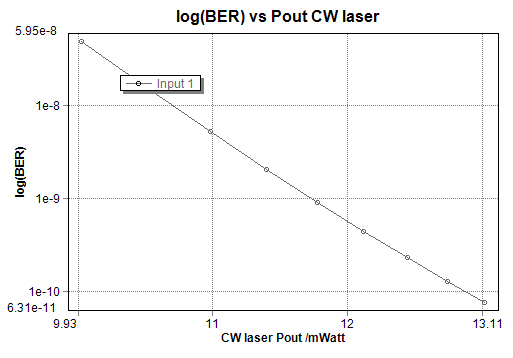 log(BER) vs Pout CW laser
5.95e-8
Input 1
1e-8
log(BER)
1e-9
1e-10
6.31e-11
9.93 11 12 13.11
CW laser Pout /mWatt